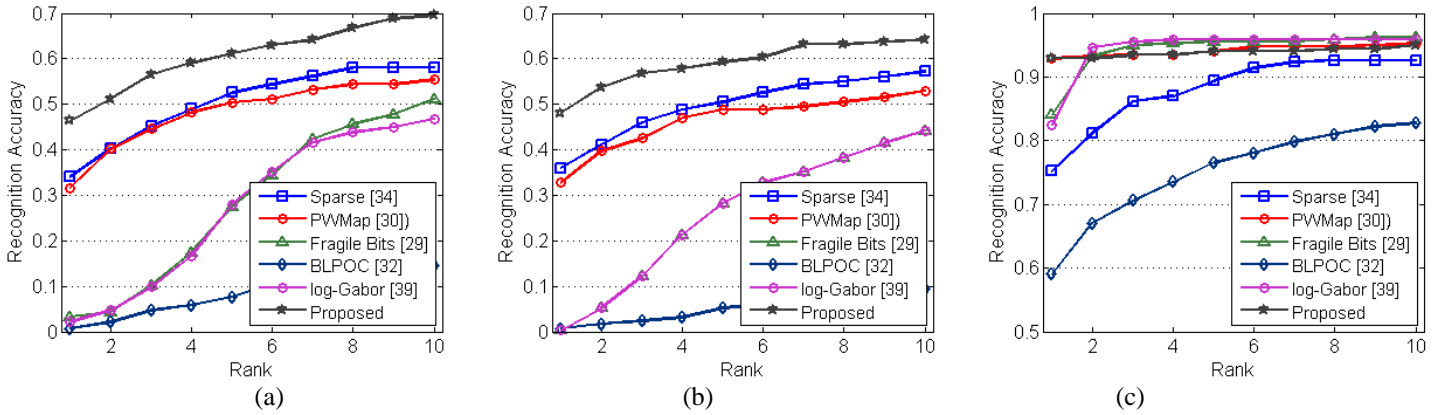 0.7
0.6
0.5
0.4
0.3
0.2
0.1
0
Recognition Accuracy
2 4 6 8 10
Rank
Sparse [34]
PWMap [30])
Fragile Bits [29]
BLPOC [32]
log-Gabor [39]
Proposed
(a)
0.7
0.6
0.5
0.4
0.3
0.2
0.1
0
Recognition Accuracy
2 4 6 8 10
Rank
Sparse [34]
PWMap [30])
Fragile Bits [29]
BLPOC [32]
log-Gabor [39]
Proposed
(b)
1
0.9
0.8
0.7
0.6
0.5
Recognition Accuracy
2 4 6 8 10
Rank
Sparse [34]
PWMap [30])
Fragile Bits [29]
BLPOC [32]
log-Gabor [39]
Proposed
(c)